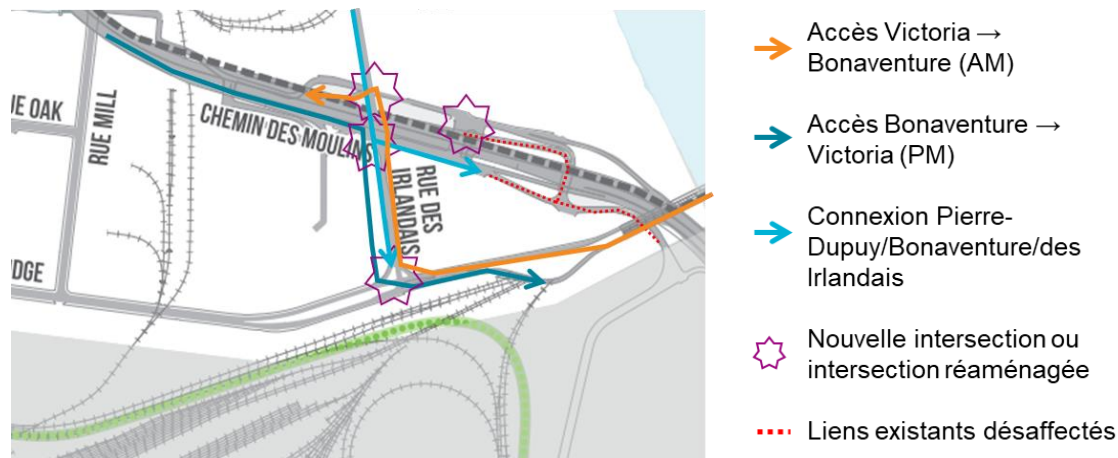 UE OAK
RUE MILL
CHEMIN DES MOULINS
RUE DES
IRLANDAIS
DGE
Accès Victoria →
Bonaventure (AM)
Accès Bonaventure →
Victoria (PM)
Connexion Pierre-
Dupuy/Bonaventure/des
Irlandais
Nouvelle intersection ou
intersection réaménagée
Liens existants désaffectés